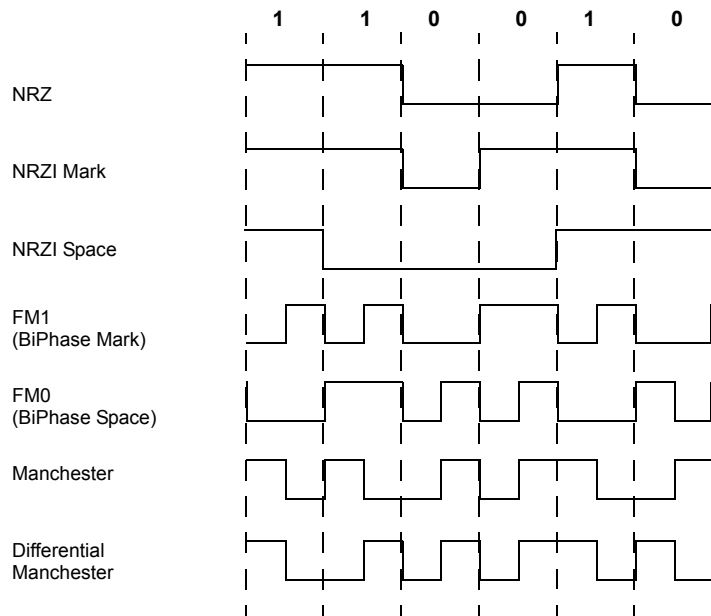 1 1 0 0 1 0
NRZ
NRZI Mark
NRZI Space
FM1
(BiPhase Mark)
FM0
(BiPhase Space)
Manchester
Differential
Manchester